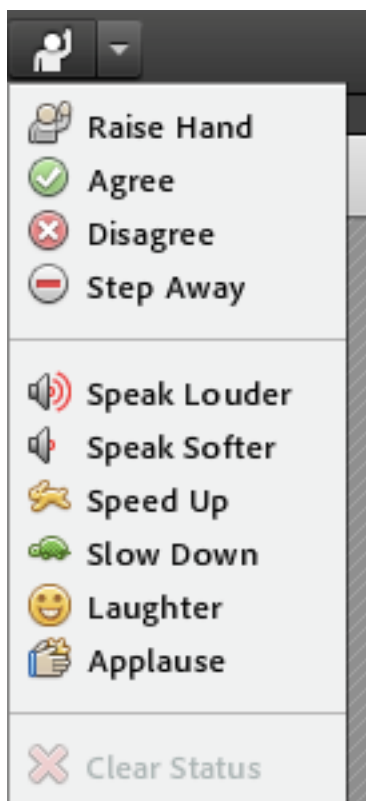 Raise Hand
Agree
Disagree
Step Away
Speak Louder
Speak Softer
Speed Up
Slow Down
Laughter
Applause
Clear Status